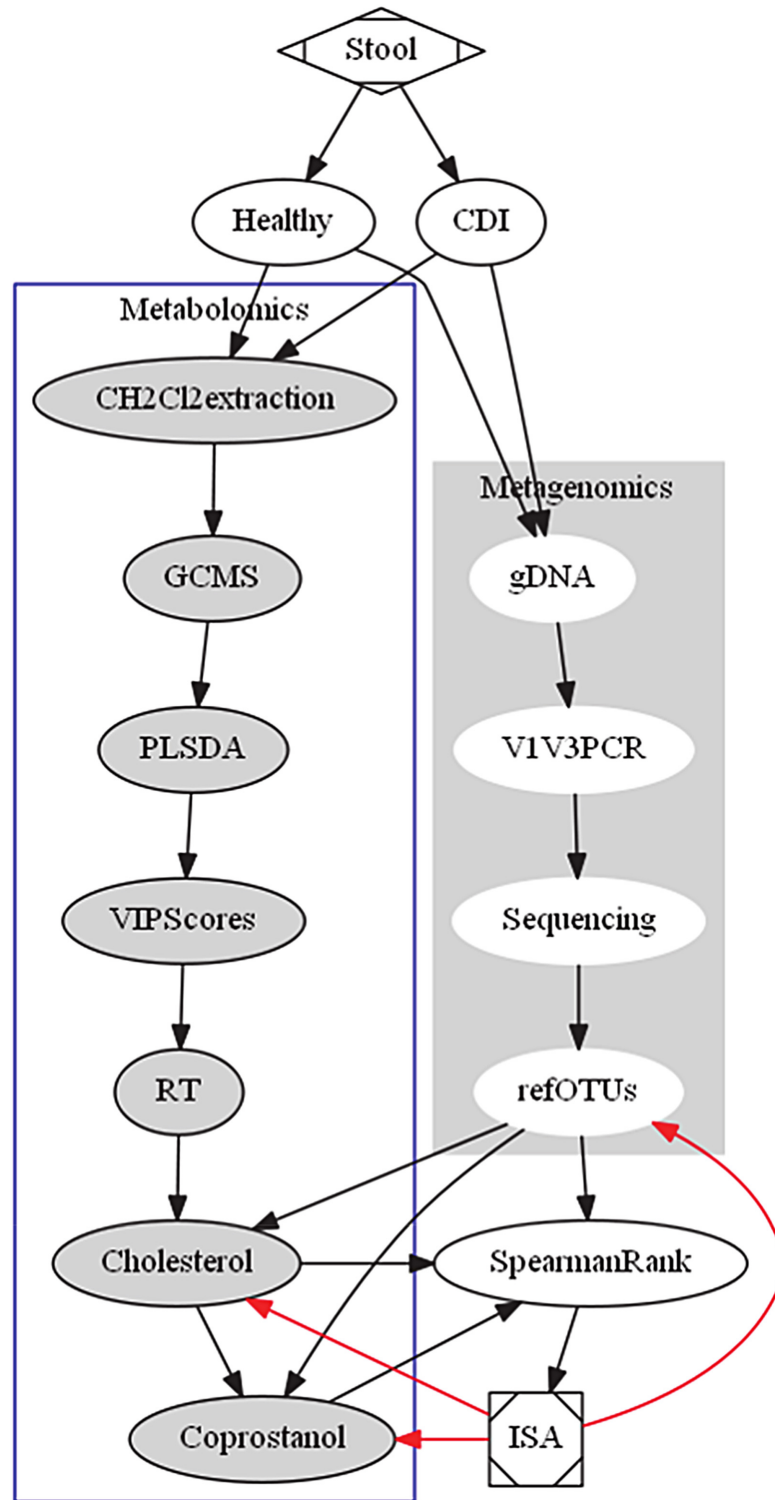 Stool
Healthy
CDI
Metabolomics
CH2Cl2extraction
Metagenomics
GCMS
gDNA
PLSDA
V1V3PCR
VIPScores
Sequencing
RT
refOTUs
Cholesterol
SpearmanRank
Coprostanol
ISA